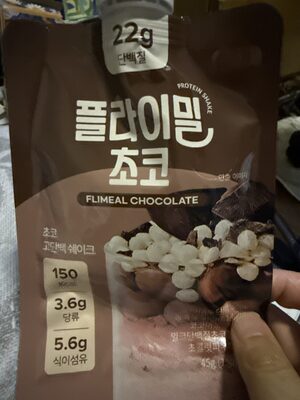 22g
단백질
PROTEIN SHAKE
플라이밀
초코
FLIMEAL CHOCOLATE
초코
고단백 쉐이크
150
3.6g
당류
5.6g
식이섬유
45g